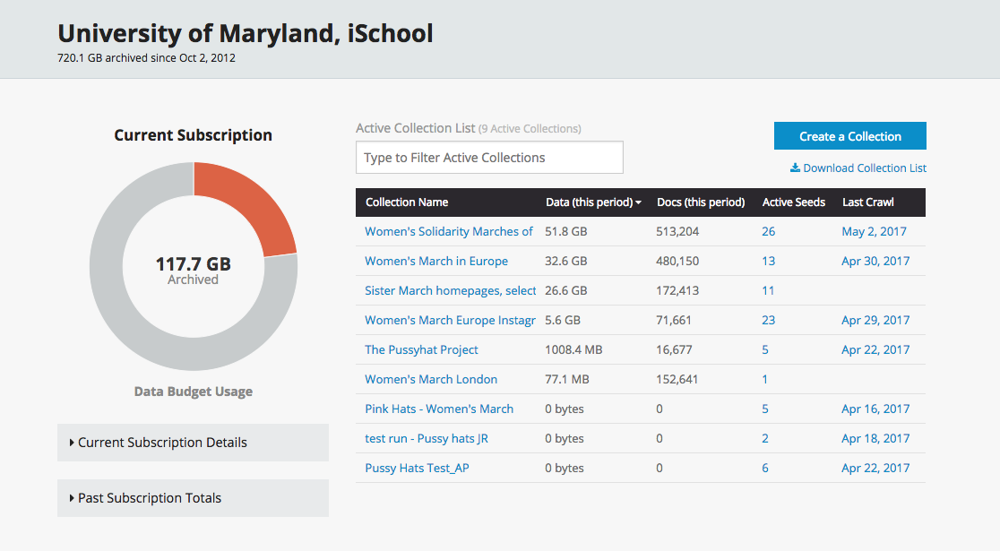 University of Maryland, iSchool
720.1 GB archived since Oct 2, 2012
Current Subscription
117.7 GB
Archived
Data Budget Usage
Current Subscription Details
Past Subscription Totals
Active Collection List (9 Active Collections)
Type to Filter Active Collections
Create a Collection
Download Collection List
Collection Name Data (this period) Docs (this period) Active Seeds Last Crawl
Women's Solidarity Marches of 51.8 GB 513,204 26 May 2, 2017
Women's March in Europe 32.6 GB 480,150 13 Apr 30, 2017
Sister March homepages, select 26.6 GB 172,413 11
Women's March Europe Instagr 5.6 GB 71,661 23 Apr 29, 2017
The Pussyhat Project 1008.4 MB 16,677 5 Apr 22, 2017
Women's March London 77.1 MB 152,641 1
Pink Hats - Women's March 0 bytes 0 5 Apr 16, 2017
test run - Pussy hats JR 0 bytes 0 2 Apr 18, 2017
Pussy Hats Test_AP 0 bytes 0 6 Apr 22, 2017